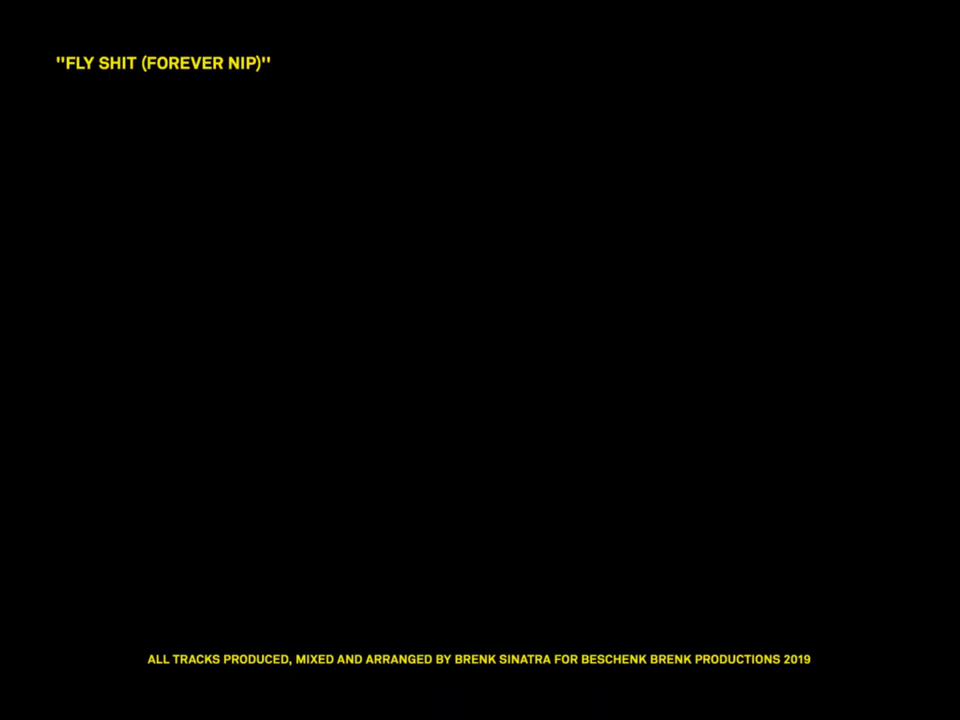 "FLY SHIT (FOREVER NIP)"
ALL TRACKS PRODUCED, MIXED AND ARRANGED BY BRENK SINATRA FOR BESCHENK BRENK PRODUCTIONS 2019